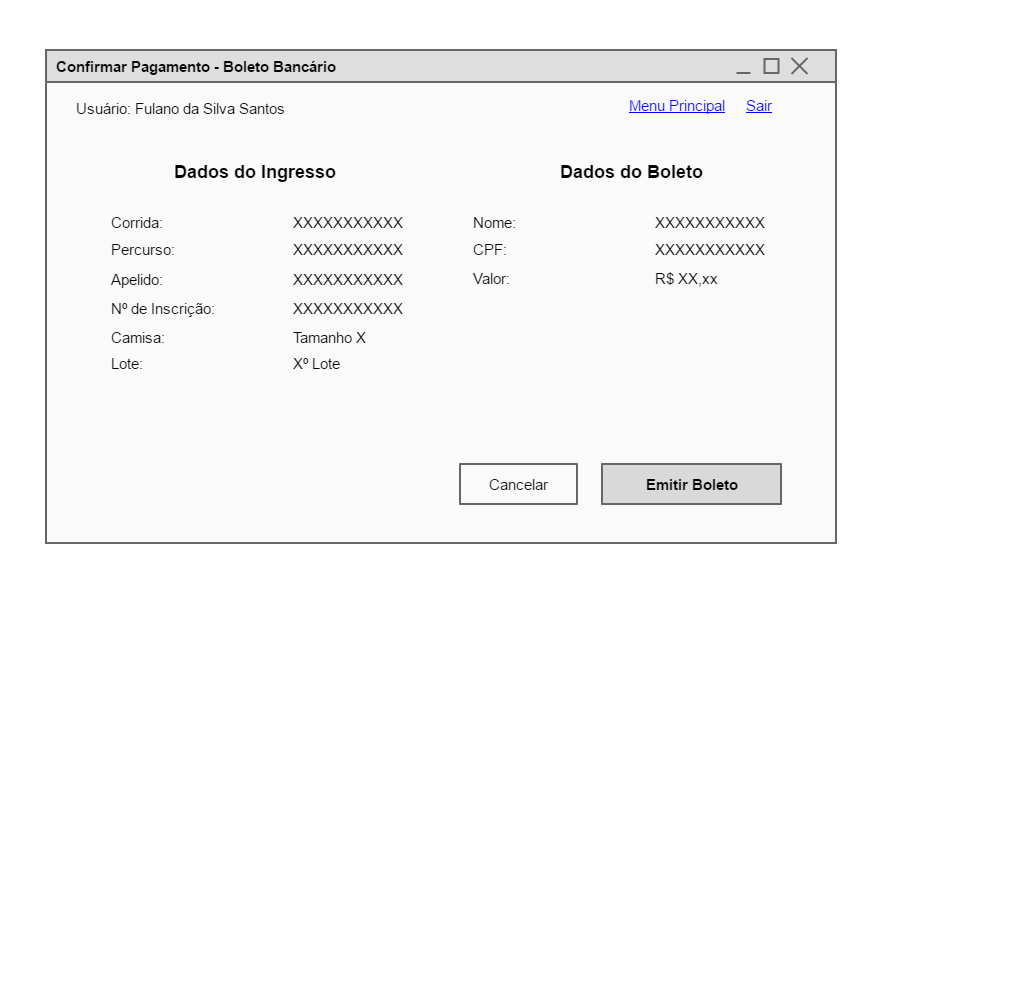 Confirmar Pagamento - Boleto Bancário
Usuário: Fulano da Silva Santos
Menu Principal Sair
Dados do Ingresso
Corrida: XXXXXXXXXXX
Percurso: XXXXXXXXXXX
Apelido: XXXXXXXXXXX
Nº de Inscrição: XXXXXXXXXXX
Camisa: Tamanho X
Lote: Xº Lote
Dados do Boleto
Nome: XXXXXXXXXXX
CPF: XXXXXXXXXXX
Valor: R$ XX,xx
Cancelar
Emitir Boleto